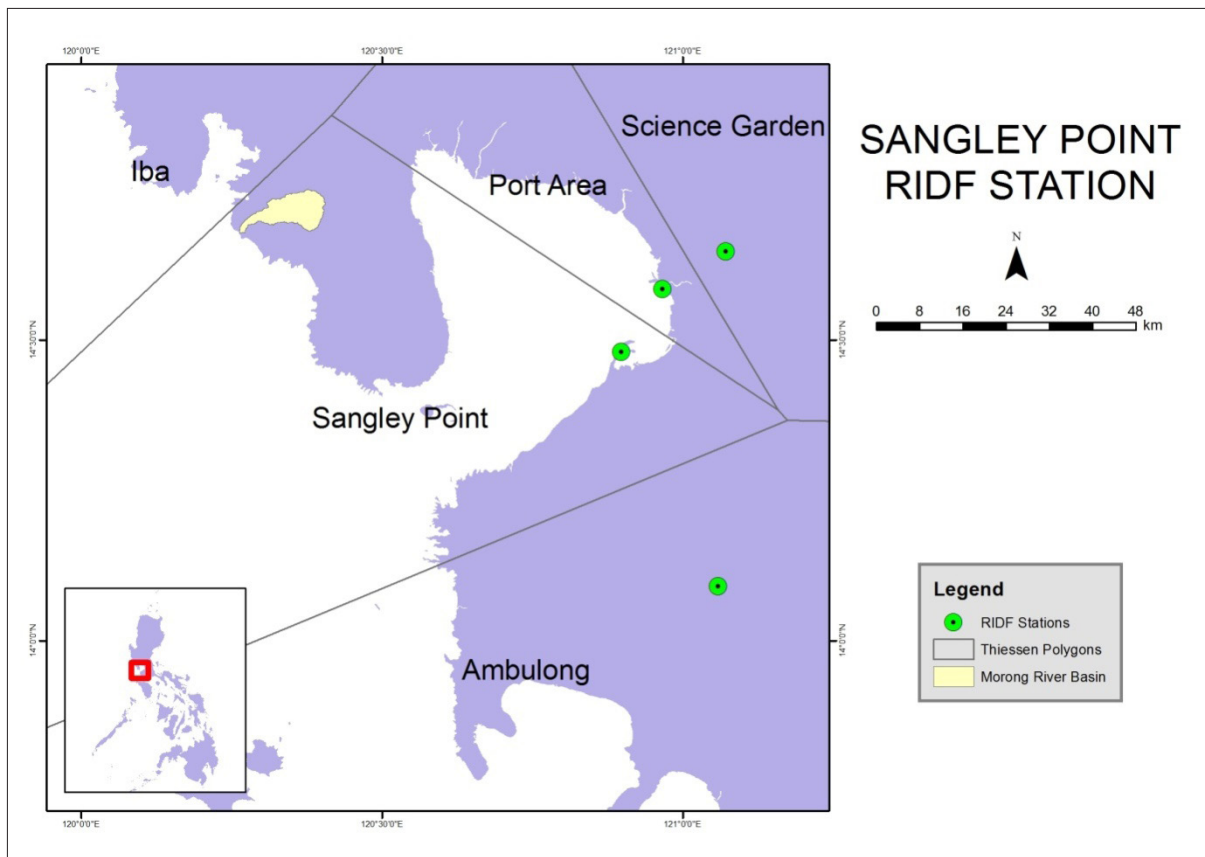 120°0'0"E
120°30'0"E
121°0'0"E
Science Garden
SANGLEY POINT
RIDF STATION
Iba
Port Area
N
0 8 16 24 32 40 48
km
14°30'0"N
14°30'0"N
Sangley Point
Legend
RIDF Stations
Thiessen Polygons
Morong River Basin
14°0'0"N
14°0'0"N
Ambulong
120°0'0"E
120°30'0"E
121°0'0"E